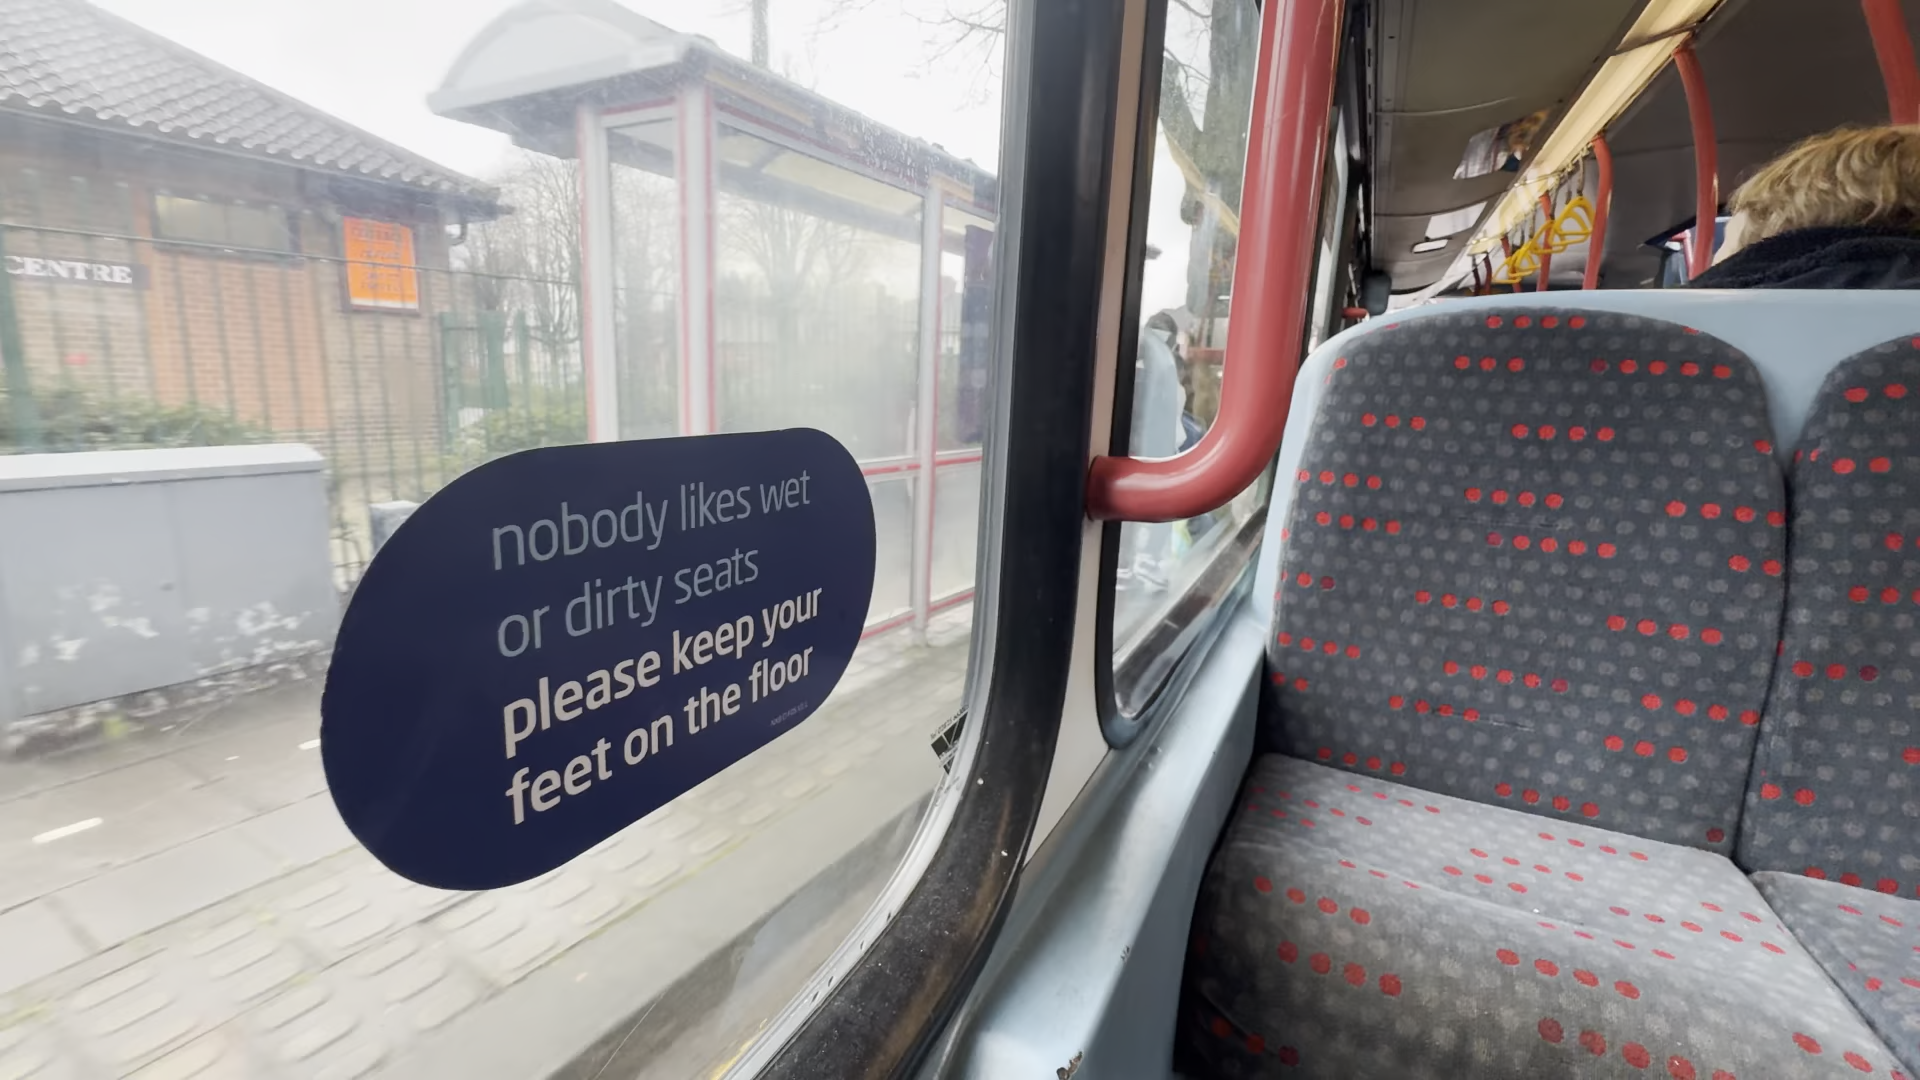 CENTRE
nobody likes wet
or dirty seats
please keep your
feet on the floor